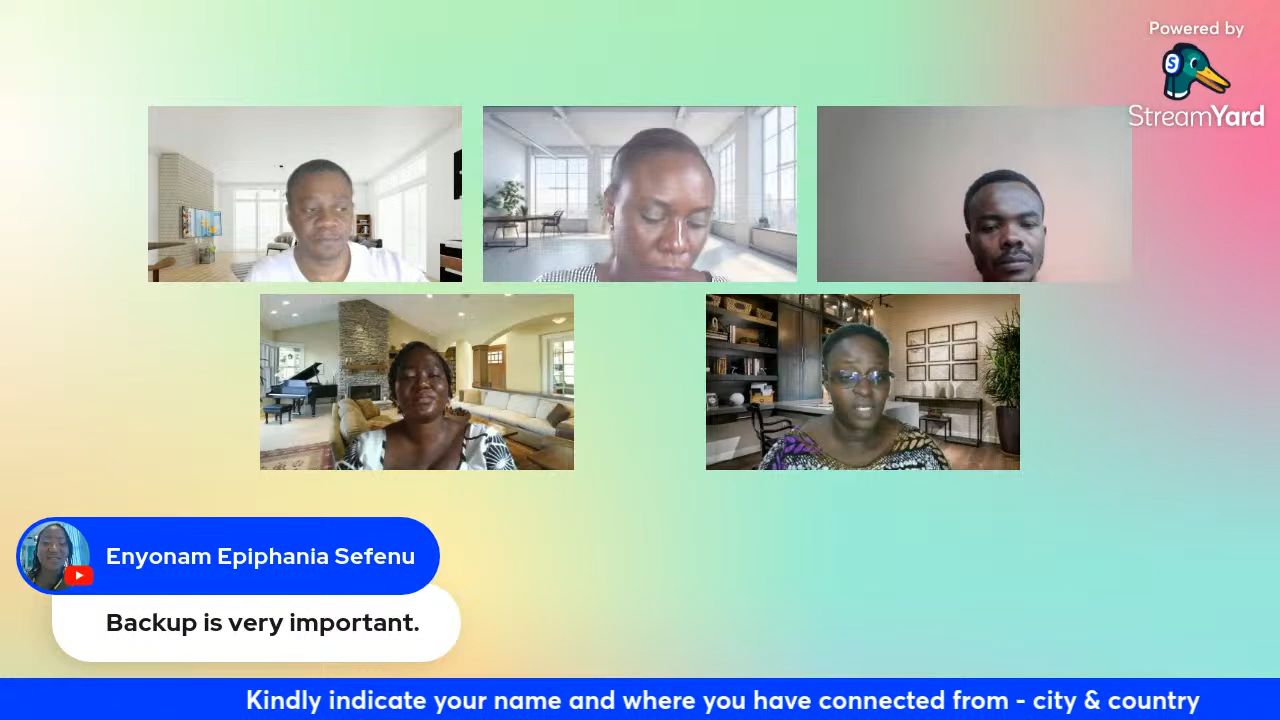 Powered by
S
StreamYard
Enyonam Epiphania Sefenu
Backup is very important.
Kindly indicate your name and where you have connected from - city & country